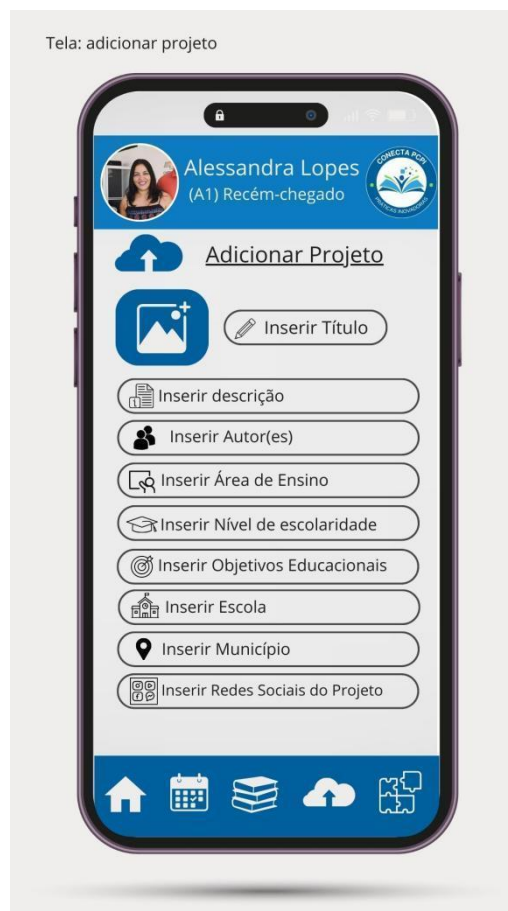 Tela: adicionar projeto
Alessandra Lopes
(A1) Recém-chegado
CONECTA PCPI
PRÁTICAS INOVADORAS
Adicionar Projeto
Inserir Título
Inserir descrição
Inserir Autor(es)
Inserir Área de Ensino
Inserir Nível de escolaridade
Inserir Objetivos Educacionais
Inserir Escola
Inserir Município
Inserir Redes Sociais do Projeto